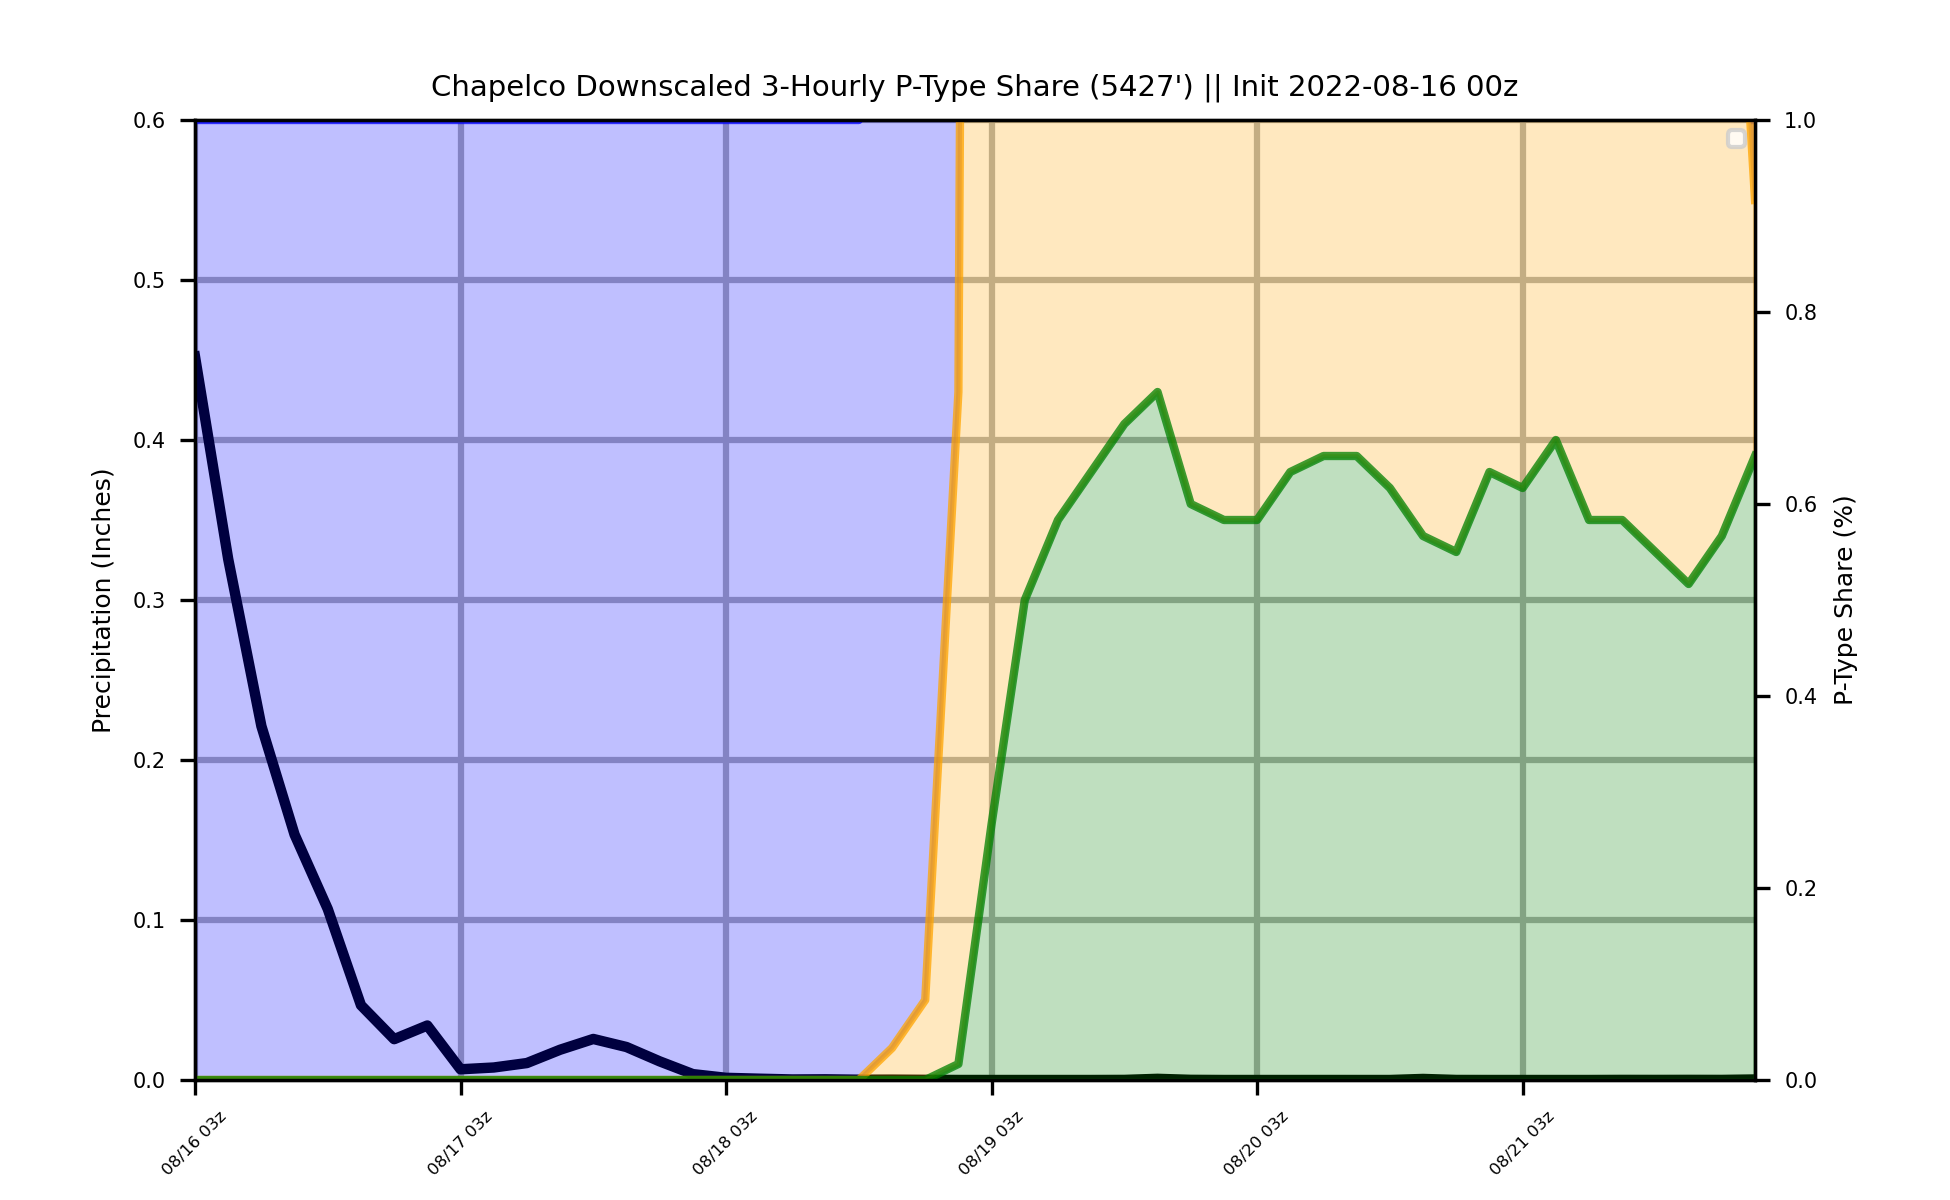 Chapelco Downscaled 3-Hourly P-Type Share (5427') || Init 2022-08-16 00z
0.6
0.5
0.4
0.3
0.2
0.1
0.0
Precipitation (Inches)
1.0
0.8
0.6
0.4
0.2
0.0
P-Type Share (%)
08/16 03z
08/17 03z
08/18 03z
08/19 03z
08/20 03z
08/21 03z